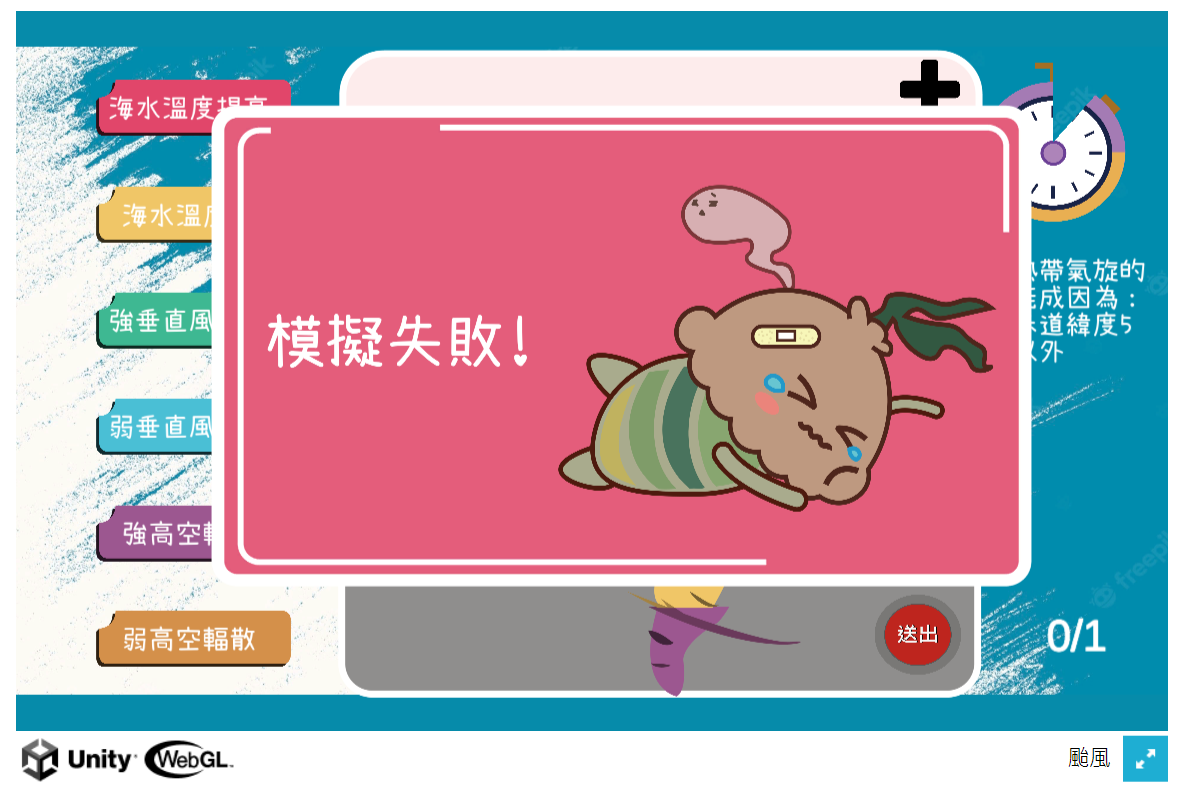 海水溫度提高
海水溫度
強垂直風
弱垂直風
強高空輻
弱高空輻散
模擬失敗!
熱帶氣旋的
形成因為：
赤道緯度5
以外
送出
0/1
Unity
WebGL
颱風
freepik